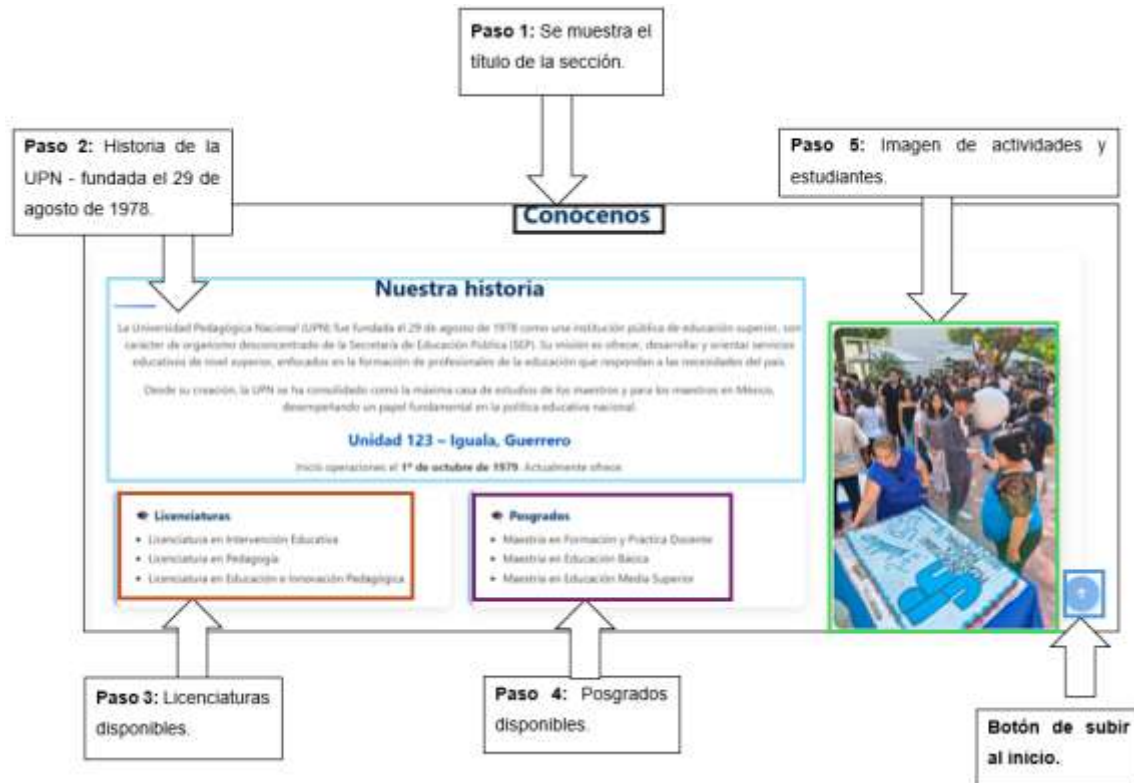 Paso 1: Se muestra el
título de la sección.
Paso 2: Historia de la
UPN - fundada el 29 de
agosto de 1978.
Paso 5: Imagen de actividades y
estudiantes.
Conócenos
Nuestra historia
La Universidad Pedagógica Nacional (UPN) fue fundada el 29 de agosto de 1978 como una institución pública de educación superior, con
carácter de organismo desconcentrado de la Secretaría de Educación Pública (SEP). Su misión es ofrecer, desarrollar y orientar servicios
educativos de nivel superior, enfocados en la formación de profesionales de la educación que respondan a las necesidades del país.
Desde su creación, la UPN se ha consolidado como la máxima casa de estudios de los maestros y para los maestros en México,
desempeñando un papel fundamental en la política educativa nacional.
Unidad 123 – Iguala, Guerrero
Inició operaciones el 1º de octubre de 1979. Actualmente ofrece:
Licenciaturas
• Licenciatura en Intervención Educativa
• Licenciatura en Pedagogía
• Licenciatura en Educación e Innovación Pedagógica
Posgrados
• Maestría en Formación y Práctica Docente
• Maestría en Educación Básica
• Maestría en Educación Media Superior
Paso 3: Licenciaturas
disponibles.
Paso 4: Posgrados
disponibles.
Botón de subir
al inicio.